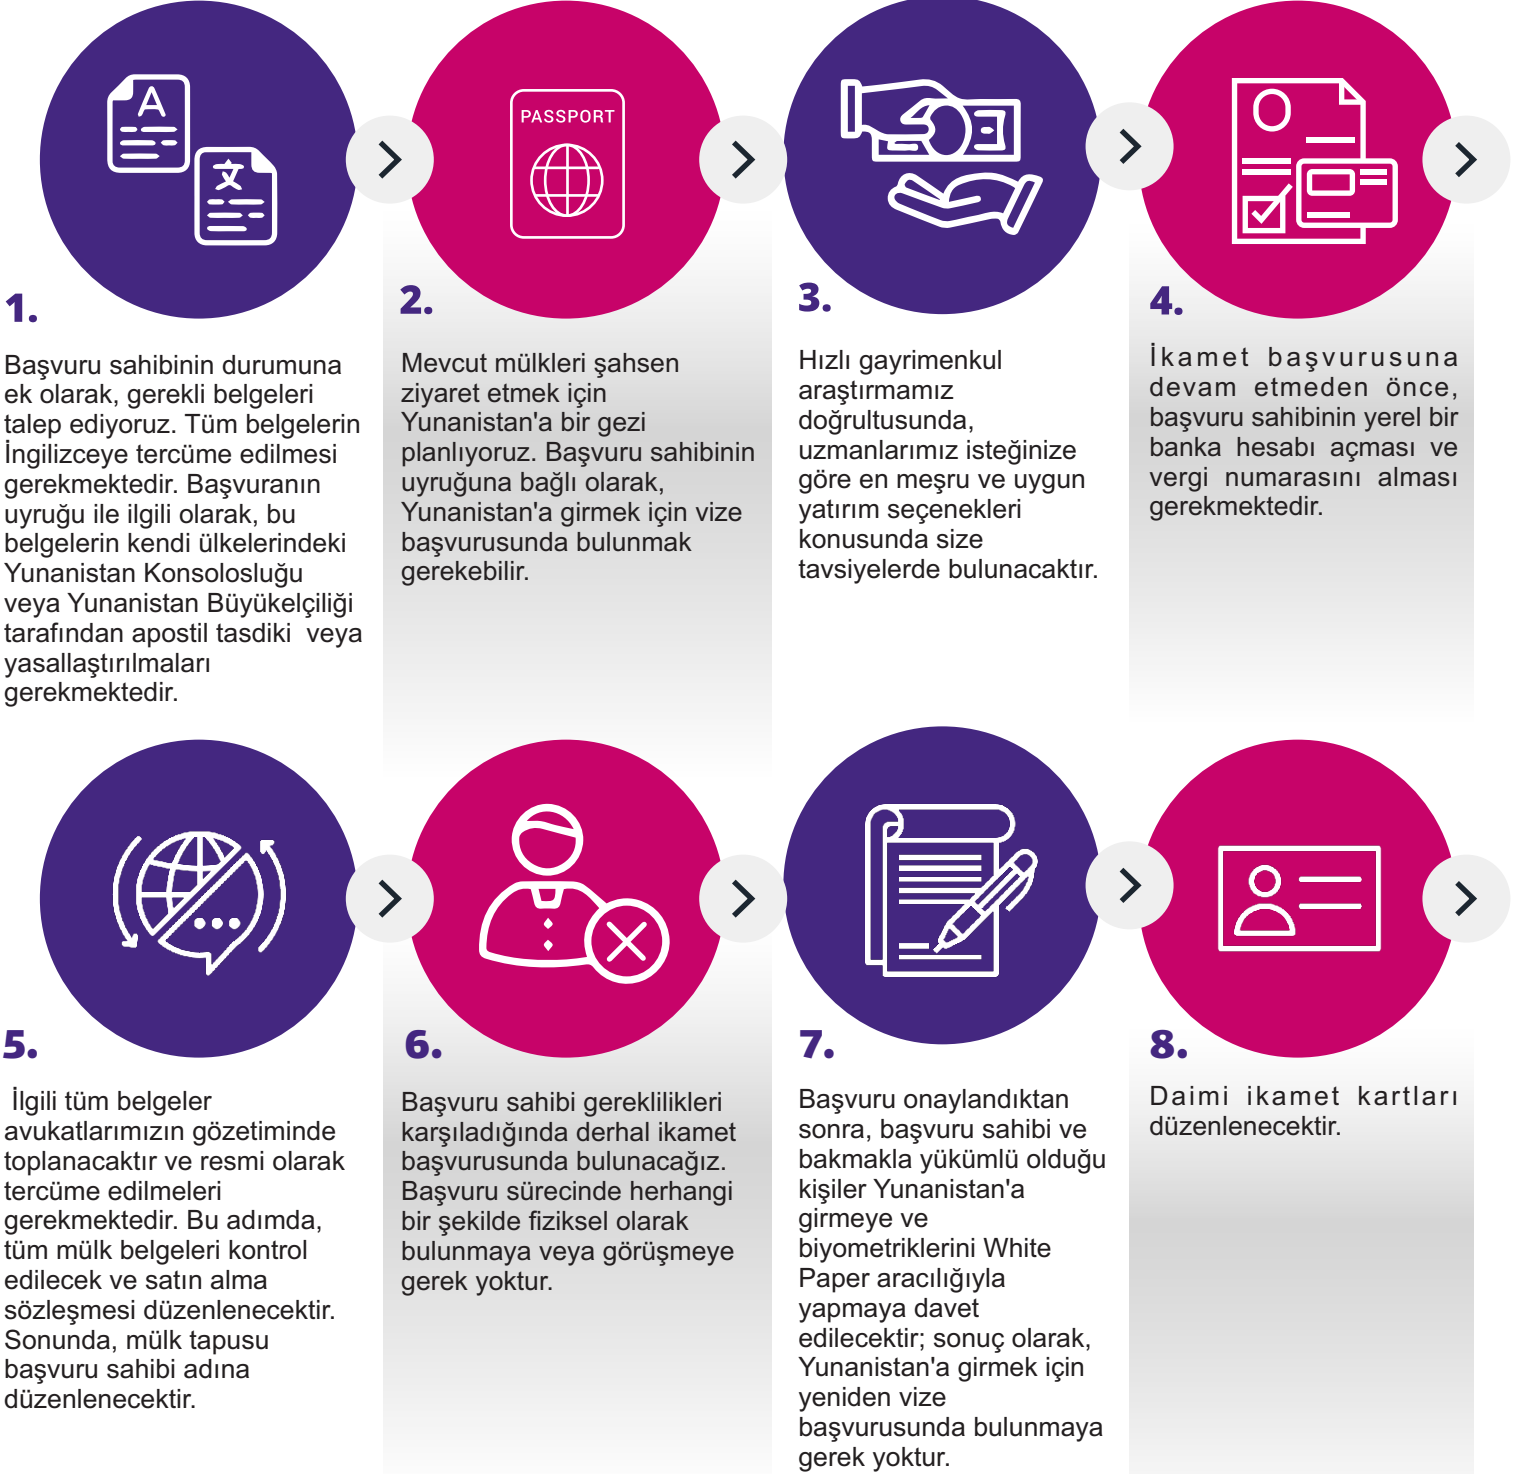 A
文
1.
Başvuru sahibinin durumuna
ek olarak, gerekli belgeleri
talep ediyoruz. Tüm belgelerin
İngilizceye tercüme edilmesi
gerekmektedir. Başvuranın
uyruğu ile ilgili olarak, bu
belgelerin kendi ülkelerindeki
Yunanistan Konsolosluğu
veya Yunanistan Büyükelçiliği
tarafından apostil tasdiki veya
yasallaştırılmaları
gerekmektedir.
PASSPORT
2.
Mevcut mülkleri şahsen
ziyaret etmek için
Yunanistan'a bir gezi
planlıyoruz. Başvuru sahibinin
uyruğuna bağlı olarak,
Yunanistan'a girmek için vize
başvurusunda bulunmak
gerekebilir.
3.
Hızlı gayrimenkul
araştırmamız
doğrultusunda,
uzmanlarımız isteğinize
göre en meşru ve uygun
yatırım seçenekleri
konusunda size
tavsiyelerde bulunacaktır.
4.
İkamet başvurusuna
devam etmeden önce,
başvuru sahibinin yerel bir
banka hesabı açması ve
vergi numarasını alması
gerekmektedir.
5.
İlgili tüm belgeler
avukatlarımızın gözetiminde
toplanacaktır ve resmi olarak
tercüme edilmeleri
gerekmektedir. Bu adımda,
tüm mülk belgeleri kontrol
edilecek ve satın alma
sözleşmesi düzenlenecektir.
Sonunda, mülk tapusu
başvuru sahibi adına
düzenlenecektir.
6.
Başvuru sahibi gereklilikleri
karşıladığında derhal ikamet
başvurusunda bulunacağız.
Başvuru sürecinde herhangi
bir şekilde fiziksel olarak
bulunmaya veya görüşmeye
gerek yoktur.
7.
Başvuru onaylandıktan
sonra, başvuru sahibi ve
bakmakla yükümlü olduğu
kişiler Yunanistan'a
girmeye ve
biyometriklerini White
Paper aracılığıyla
yapmaya davet
edilecektir; sonuç olarak,
Yunanistan'a girmek için
yeniden vize
başvurusunda bulunmaya
gerek yoktur.
8.
Daimi ikamet kartları
düzenlenecektir.